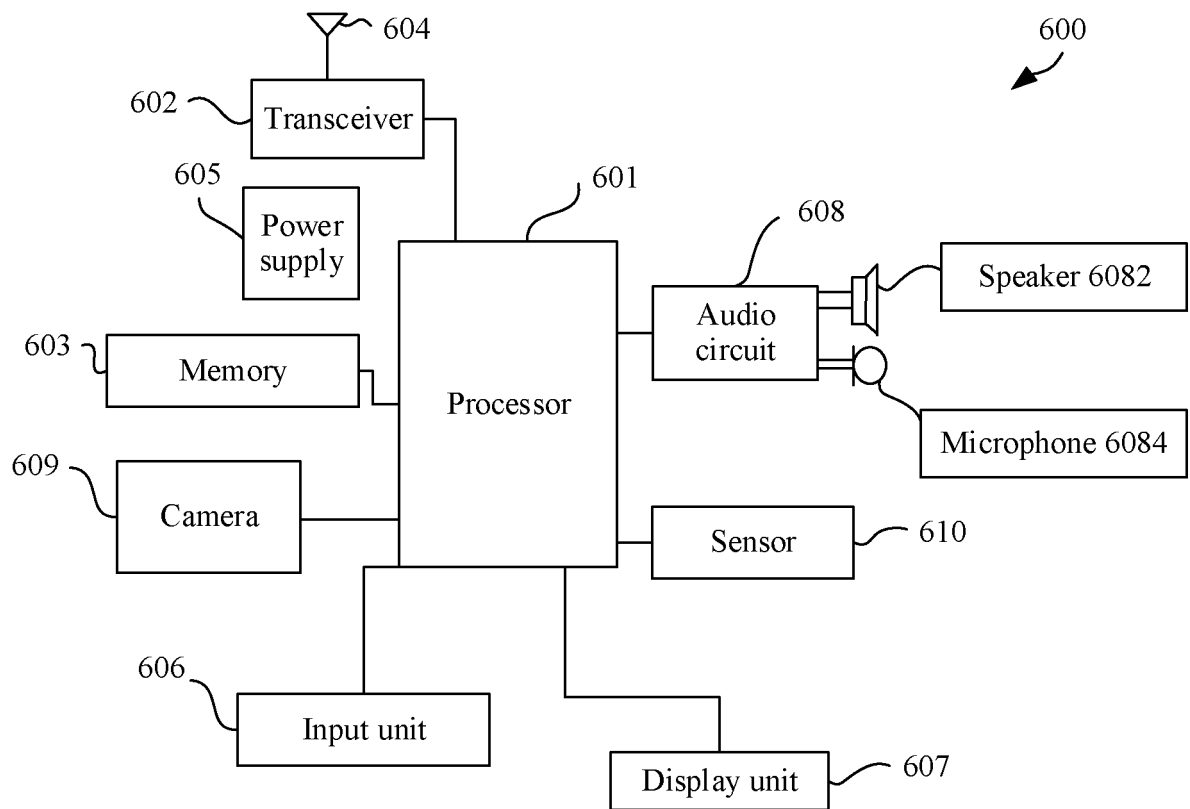 604
600
602
Transceiver
605
601
Power
supply
608
Speaker 6082
Audio
circuit
603
Memory
Processor
Microphone 6084
609
Camera
Sensor
610
606
Input unit
Display unit
607